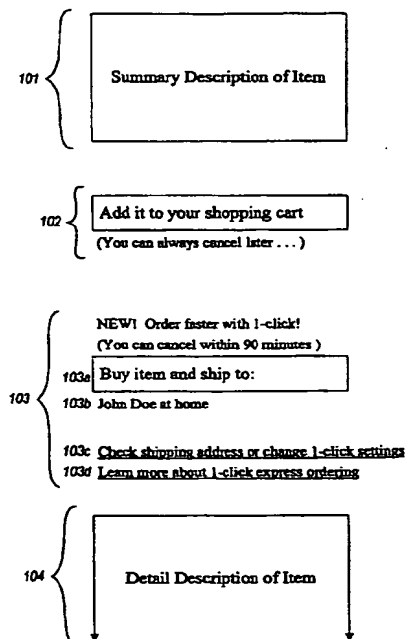 101
Summary Description of Item
102
Add it to your shopping cart
(You can always cancel later . . . )
103
NEW! Order faster with 1-click!
(You can cancel within 90 minutes )
103a Buy item and ship to:
103b John Doe at home
103c Check shipping address or change 1-click settings
103d Learn more about 1-click express ordering
104
Detail Description of Item